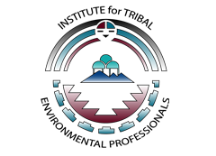 INSTITUTE for TRIBAL
ENVIRONMENTAL PROFESSIONALS